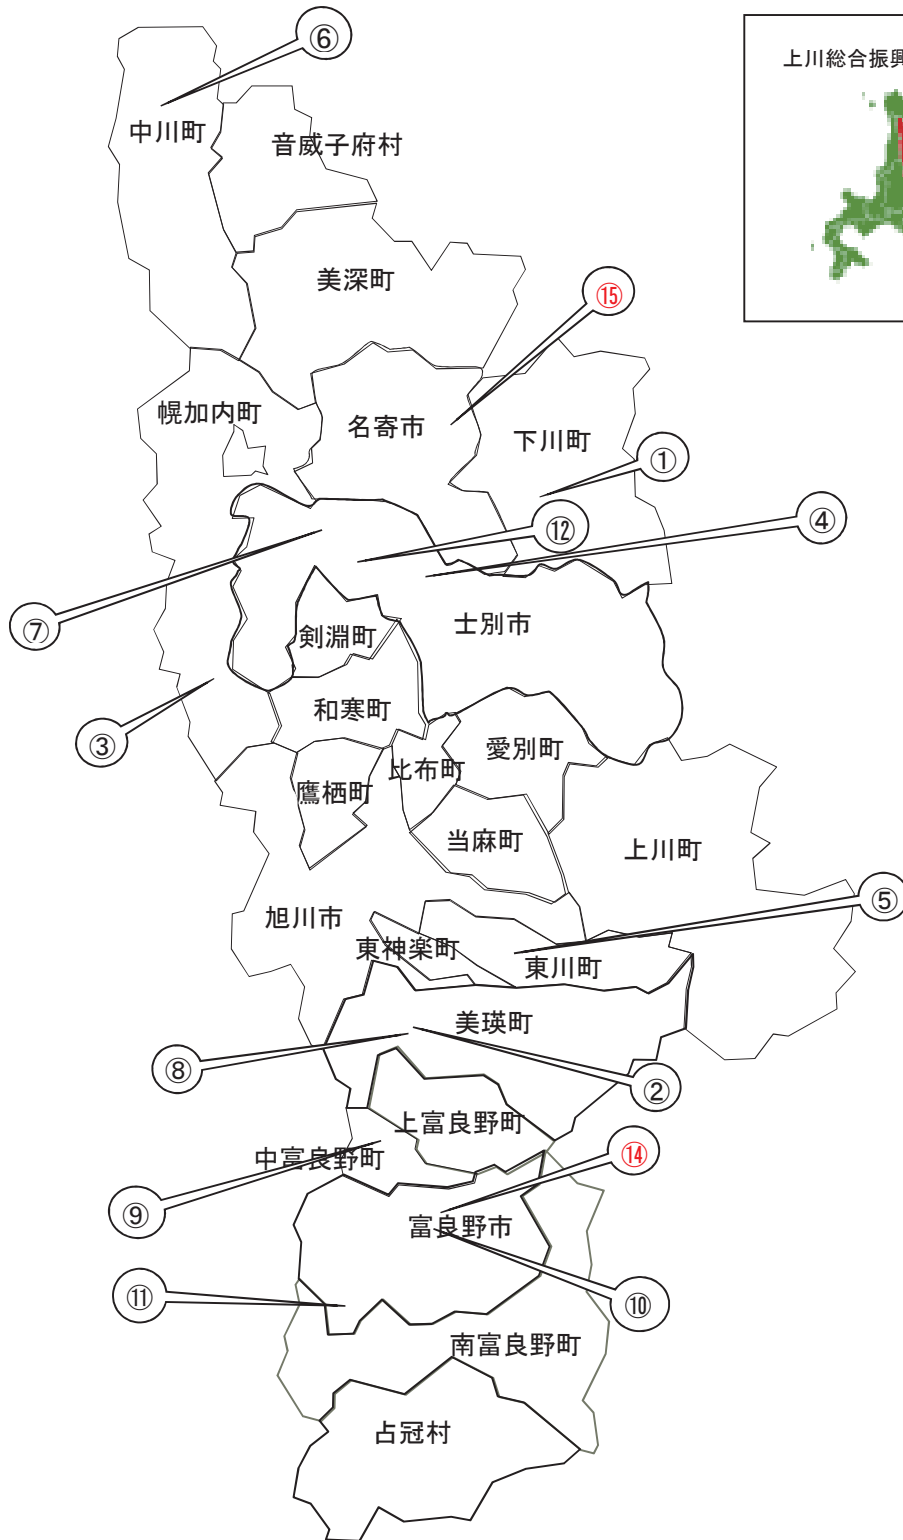 ⑥
上川総合振興
中川町
音威子府村
美深町
⑮
幌加内町
名寄市
下川町
①
④
⑫
⑦
剣淵町
士別市
和寒町
③
比布町
愛別町
鷹栖町
当麻町
上川町
⑤
旭川市
東神楽町
東川町
美瑛町
⑧
②
上富良野町
中富良野町
⑭
⑨
富良野市
⑪
⑩
南富良野町
占冠村